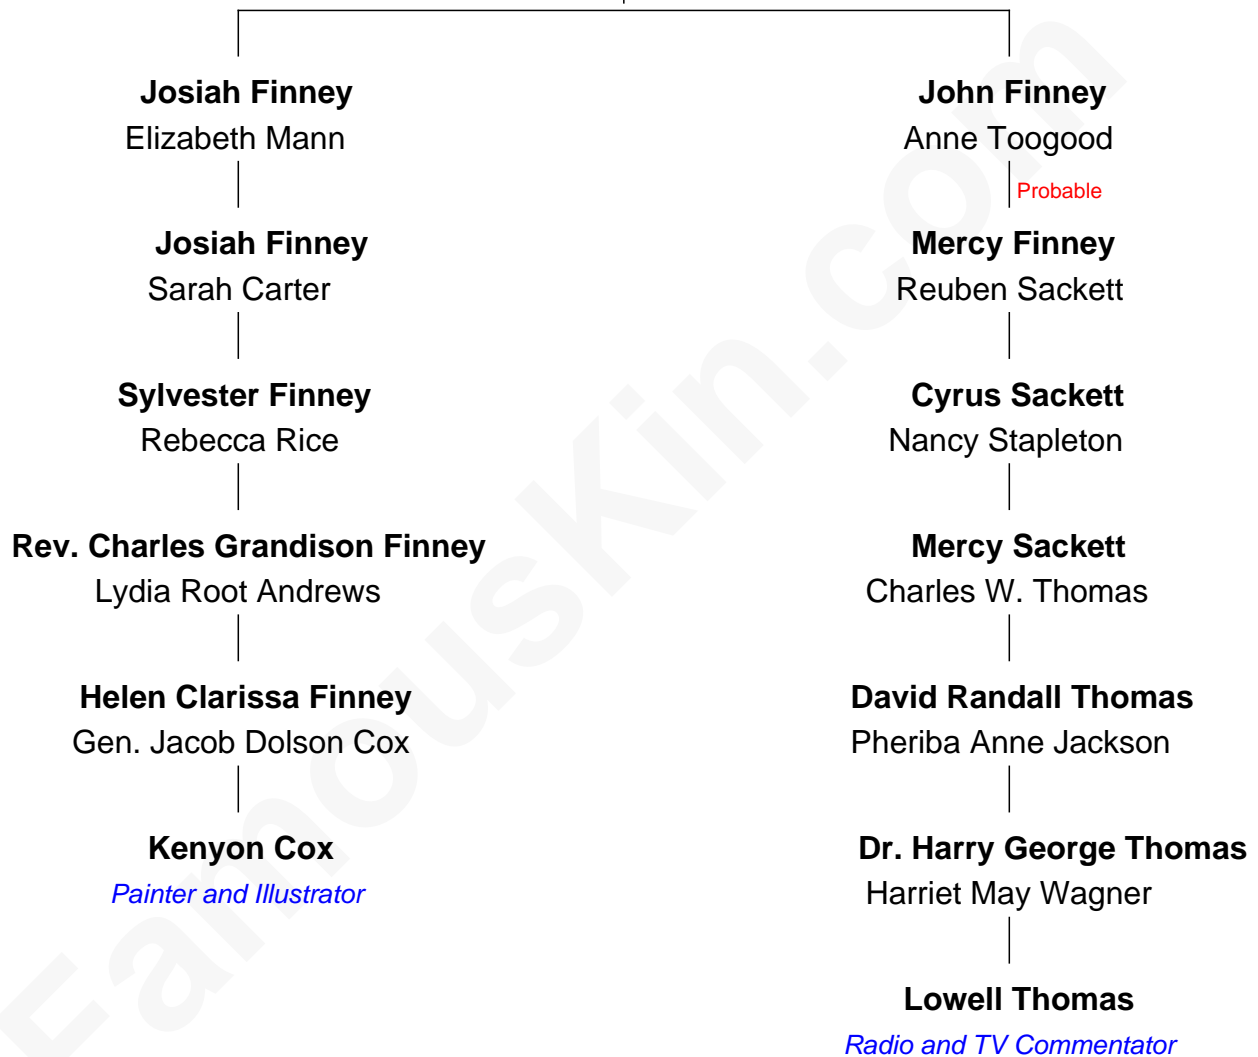 Josiah Finney
Elizabeth Mann
Josiah Finney
Sarah Carter
Sylvester Finney
Rebecca Rice
Rev. Charles Grandison Finney
Lydia Root Andrews
Helen Clarissa Finney
Gen. Jacob Dolson Cox
Kenyon Cox
Painter and Illustrator
John Finney
Anne Toogood
Probable
Mercy Finney
Reuben Sackett
Cyrus Sackett
Nancy Stapleton
Mercy Sackett
Charles W. Thomas
David Randall Thomas
Pheriba Anne Jackson
Dr. Harry George Thomas
Harriet May Wagner
Lowell Thomas
Radio and TV Commentator
FamousKin.com